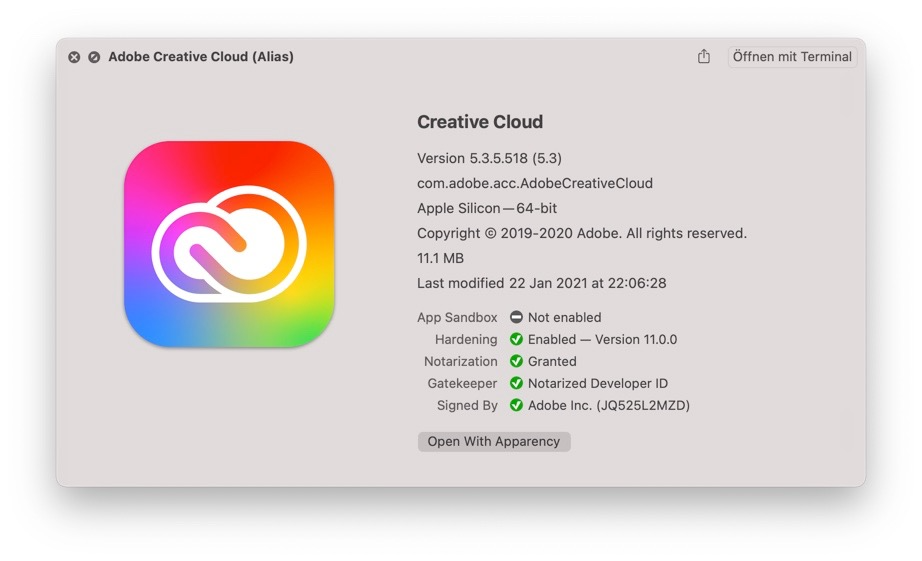 Adobe Creative Cloud (Alias)
Öffnen mit Terminal
Creative Cloud
Version 5.3.5.518 (5.3)
com.adobe.acc.AdobeCreativeCloud
Apple Silicon — 64-bit
Copyright © 2019-2020 Adobe. All rights reserved.
11.1 MB
Last modified 22 Jan 2021 at 22:06:28
App Sandbox Not enabled
Hardening Enabled — Version 11.0.0
Notarization Granted
Gatekeeper Notarized Developer ID
Signed By Adobe Inc. (JQ525L2MZD)
Open With Apparency